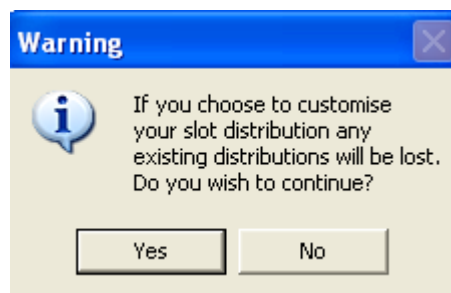 Warning
If you choose to customise
your slot distribution any
existing distributions will be lost.
Do you wish to continue?
Yes
No